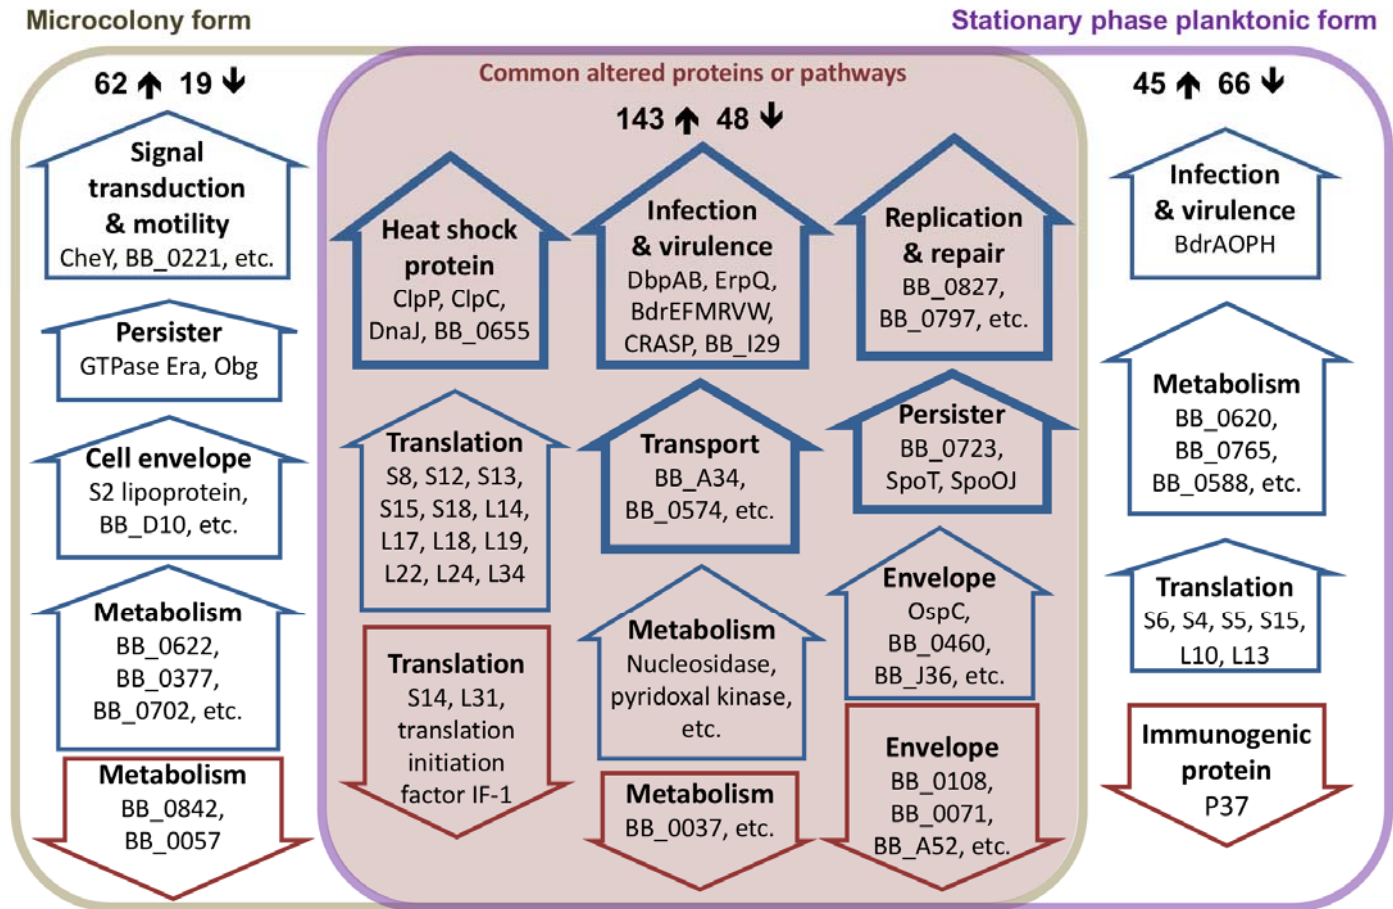 Microcolony form
Stationary phase planktonic form
62 ↑ 19 ↓
Signal
transduction
& motility
CheY, BB_0221, etc.
Persister
GTPase Era, Obg
Cell envelope
S2 lipoprotein,
BB_D10, etc.
Metabolism
BB_0622,
BB_0377,
BB_0702, etc.
Metabolism
BB_0842,
BB_0057
Common altered proteins or pathways
143 ↑ 48 ↓
Heat shock
protein
ClpP, ClpC,
DnaJ, BB_0655
Translation
S8, S12, S13,
S15, S18, L14,
L17, L18, L19,
L22, L24, L34
Translation
S14, L31,
translation
initiation
factor IF-1
Infection
& virulence
DbpAB, ErpQ,
BdrEFMRVW,
CRASP, BB_I29
Transport
BB_A34,
BB_0574, etc.
Metabolism
Nucleosidase,
pyridoxal kinase,
etc.
Metabolism
BB_0037, etc.
Replication
& repair
BB_0827,
BB_0797, etc.
Persister
BB_0723,
SpoT, SpoOJ
Envelope
OspC,
BB_0460,
BB_J36, etc.
Envelope
BB_0108,
BB_0071,
BB_A52, etc.
45 ↑ 66 ↓
Infection
& virulence
BdrAOPH
Metabolism
BB_0620,
BB_0765,
BB_0588, etc.
Translation
S6, S4, S5, S15,
L10, L13
Immunogenic
protein
P37